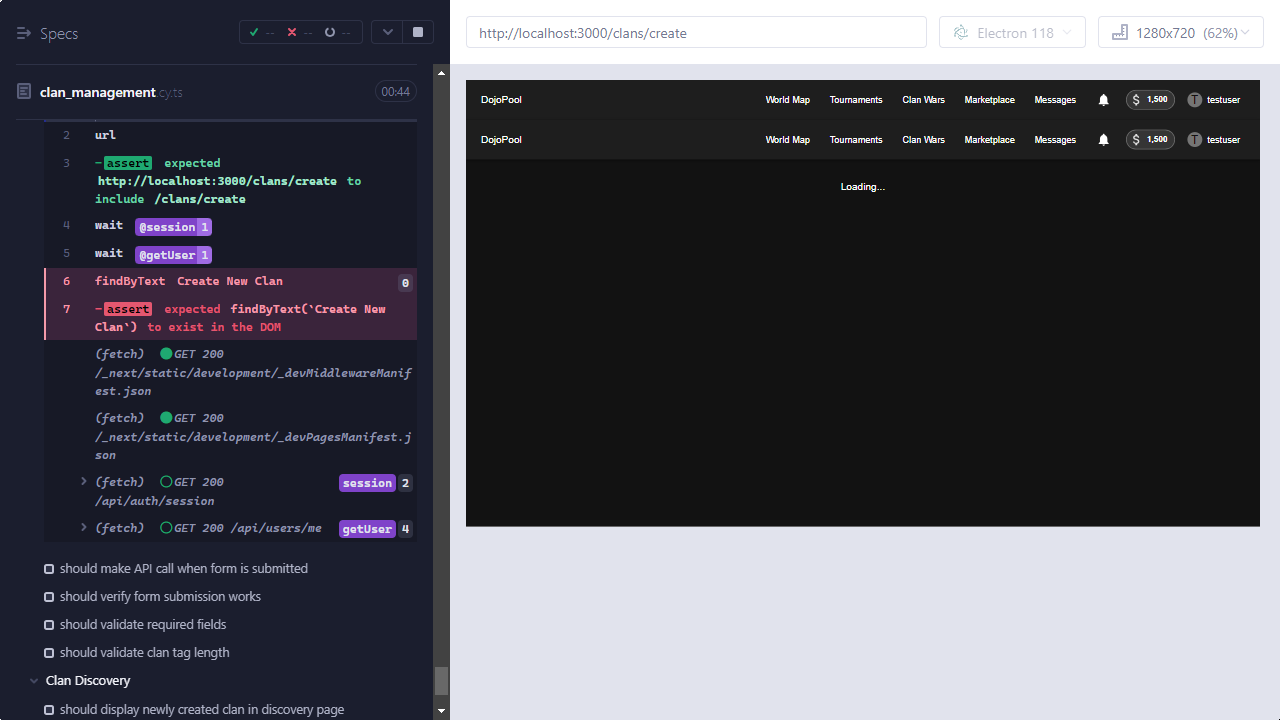 Specs
-- -- --
http://localhost:3000/clans/create
Electron 118
1280x720 (62%)
clan_management.cy.ts
00:44
2 url
3 -assert expected
http://localhost:3000/clans/create to
include /clans/create
4 wait @session 1
5 wait @getUser 1
6 findByText Create New Clan 0
7 -assert expected findByText(`Create New
Clan`) to exist in the DOM
(fetch) GET 200
/_next/static/development/_devMiddlewareManif
est.json
(fetch) GET 200
/_next/static/development/_devPagesManifest.j
son
(fetch) GET 200 session 2
/api/auth/session
(fetch) GET 200 /api/users/me getUser 4
should make API call when form is submitted
should verify form submission works
should validate required fields
should validate clan tag length
Clan Discovery
should display newly created clan in discovery page
DojoPool World Map Tournaments Clan Wars Marketplace Messages $ 1,500 T testuser
DojoPool World Map Tournaments Clan Wars Marketplace Messages $ 1,500 T testuser
Loading...